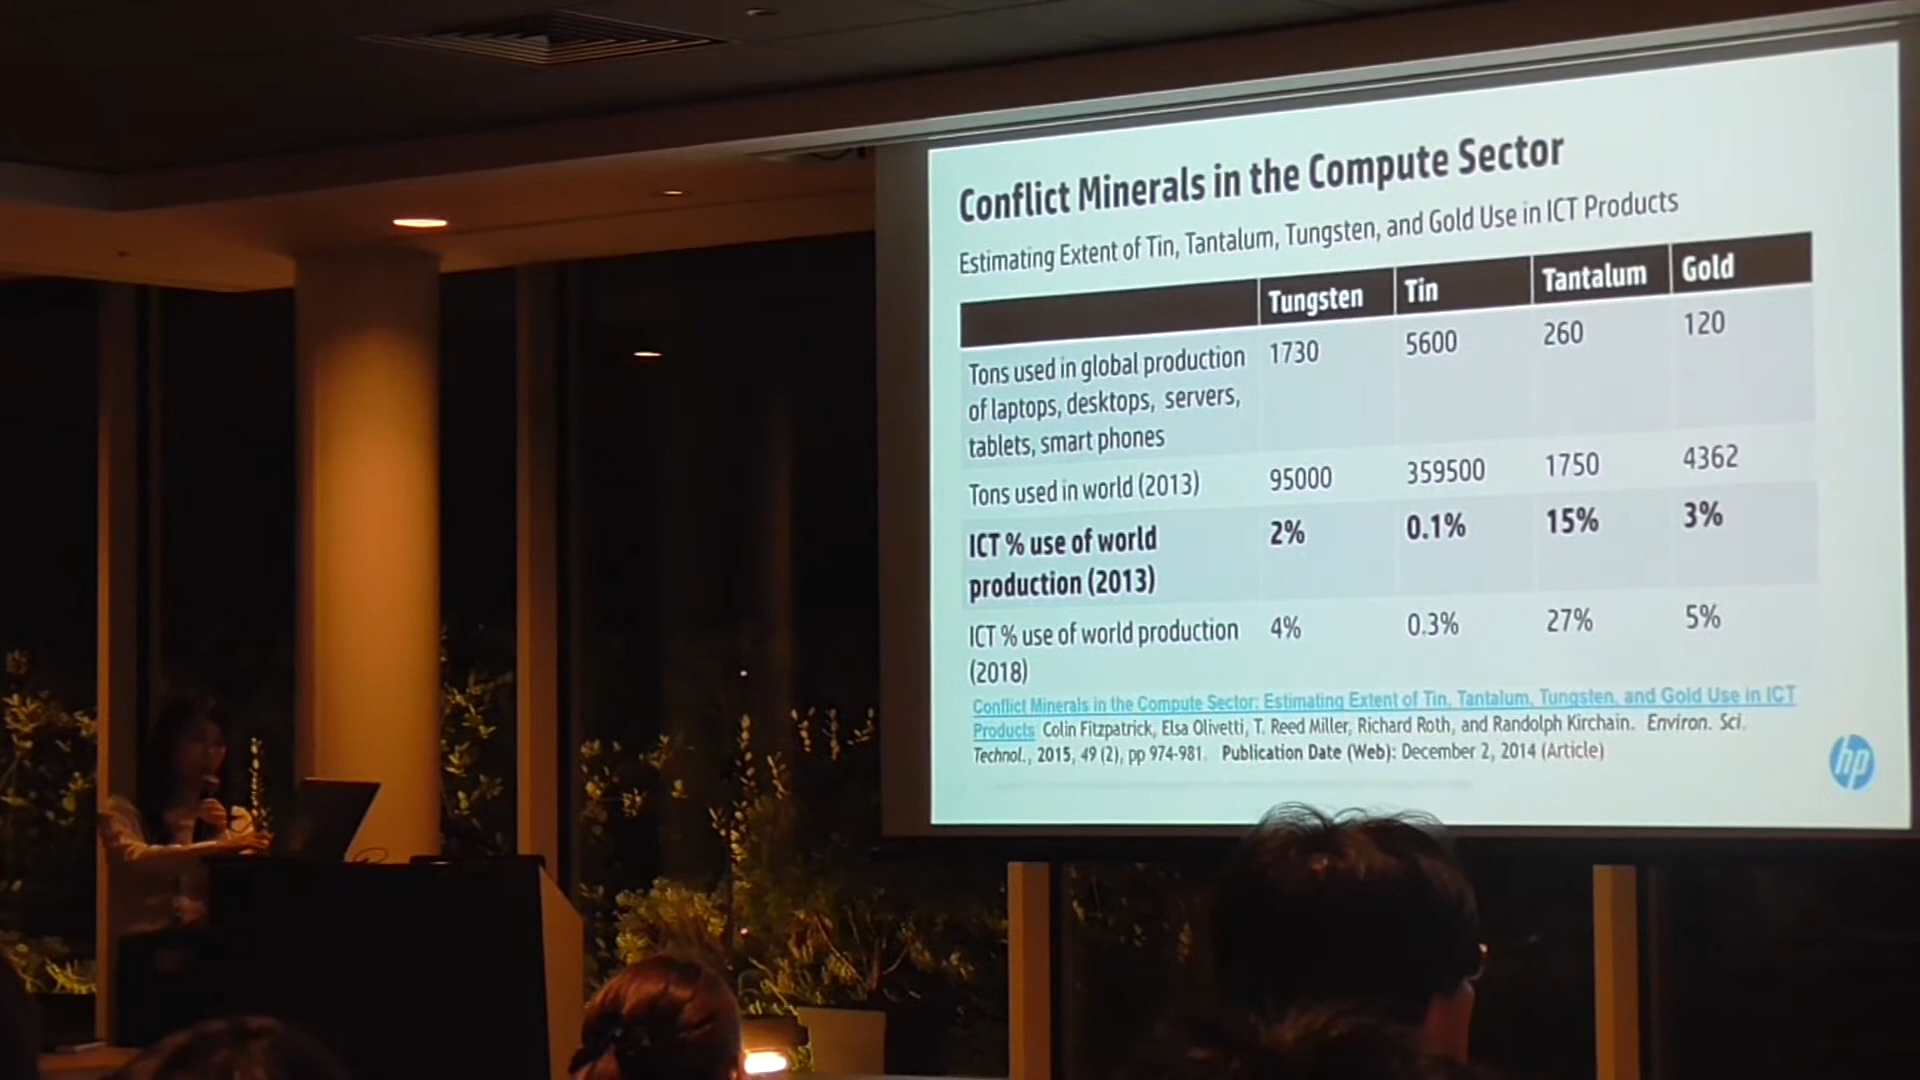 Conflict Minerals in the Compute Sector
Estimating Extent of Tin, Tantalum, Tungsten, and Gold Use in ICT Products
Tungsten Tin Tantalum Gold
Tons used in global production 1730 5600 260 120
of laptops, desktops, servers,
tablets, smart phones
Tons used in world (2013) 95000 359500 1750 4362
ICT % use of world 2% 0.1% 15% 3%
production (2013)
ICT % use of world production 4% 0.3% 27% 5%
(2018)
Conflict Minerals in the Compute Sector: Estimating Extent of Tin, Tantalum, Tungsten, and Gold Use in ICT
Products Colin Fitzpatrick, Elsa Olivetti, T. Reed Miller, Richard Roth, and Randolph Kirchain. Environ. Sci.
Technol., 2015, 49 (2), pp 974-981. Publication Date (Web): December 2, 2014 (Article)
hp